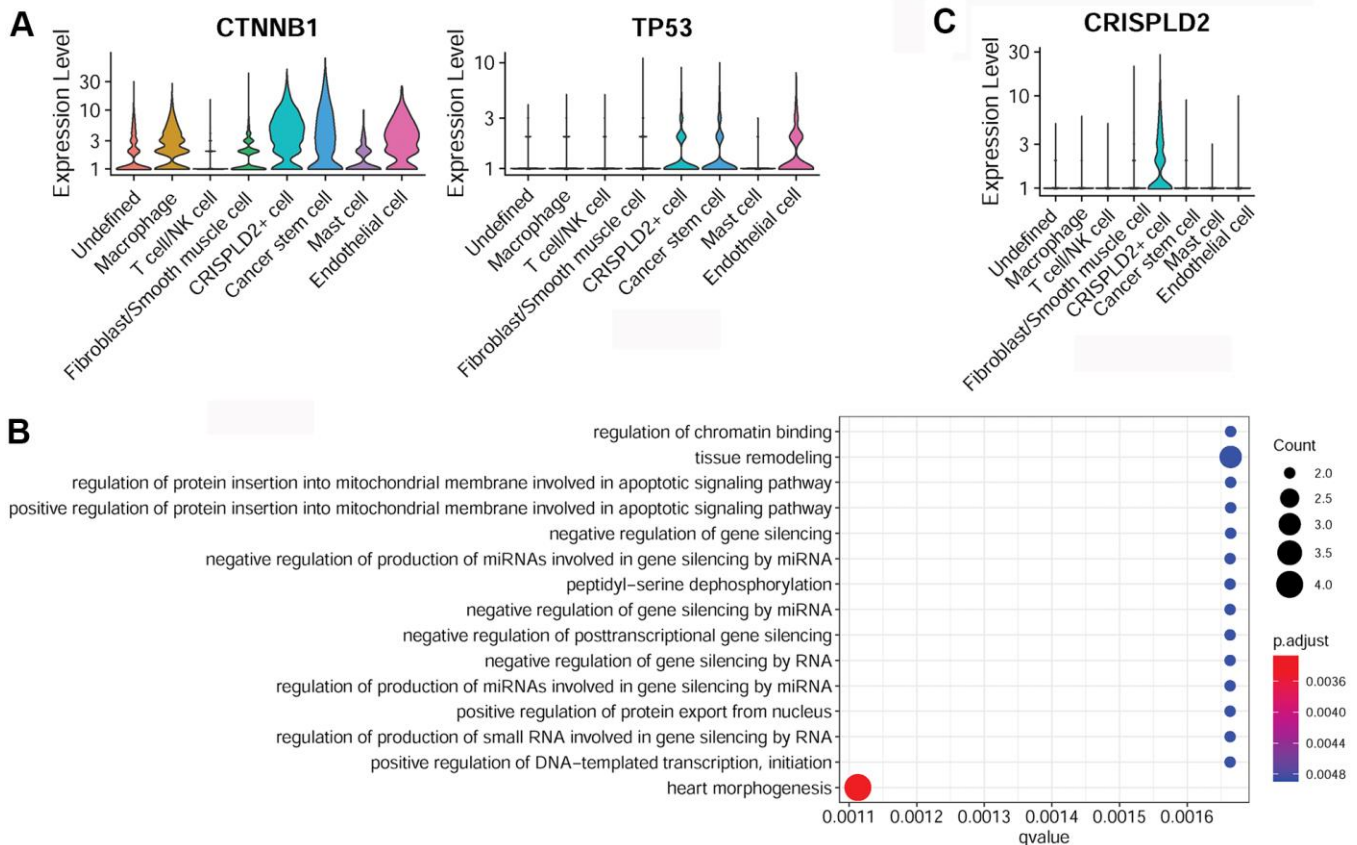 A
CTNNB1
Expression Level
30
10
3
1
Undefined
Macrophage
T cell/NK cell
Fibroblast/Smooth muscle cell
CRISPLD2+ cell
Cancer stem cell
Mast cell
Endothelial cell
TP53
Expression Level
10
3
1
Undefined
Macrophage
T cell/NK cell
Fibroblast/Smooth muscle cell
CRISPLD2+ cell
Cancer stem cell
Mast cell
Endothelial cell
C
CRISPLD2
Expression Level
30
10
3
1
Undefined
Macrophage
T cell/NK cell
Fibroblast/Smooth muscle cell
CRISPLD2+ cell
Cancer stem cell
Mast cell
Endothelial cell
B
regulation of chromatin binding
tissue remodeling
regulation of protein insertion into mitochondrial membrane involved in apoptotic signaling pathway
positive regulation of protein insertion into mitochondrial membrane involved in apoptotic signaling pathway
negative regulation of gene silencing
negative regulation of production of miRNAs involved in gene silencing by miRNA
peptidyl−serine dephosphorylation
negative regulation of gene silencing by miRNA
negative regulation of posttranscriptional gene silencing
negative regulation of gene silencing by RNA
regulation of production of miRNAs involved in gene silencing by miRNA
positive regulation of protein export from nucleus
regulation of production of small RNA involved in gene silencing by RNA
positive regulation of DNA−templated transcription, initiation
heart morphogenesis
0.0011 0.0012 0.0013 0.0014 0.0015 0.0016
qvalue
Count
2.0
2.5
3.0
3.5
4.0
p.adjust
0.0036
0.0040
0.0044
0.0048